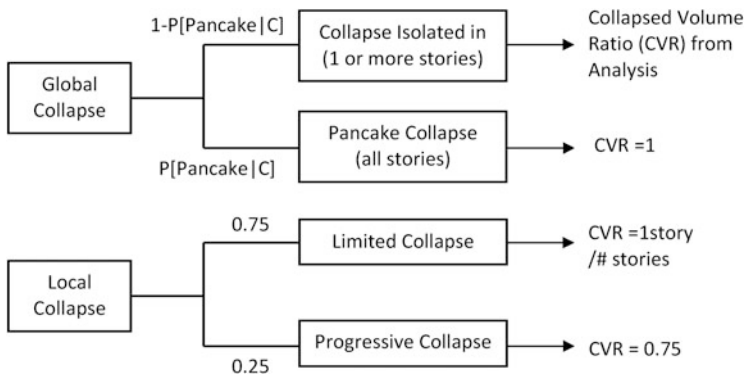 1-P[Pancake|C]
Collapse Isolated in
(1 or more stories)
Collapsed Volume
Ratio (CVR) from
Analysis
Global
Collapse
P[Pancake|C]
Pancake Collapse
(all stories)
CVR =1
0.75
Limited Collapse
CVR =1story
/# stories
Local
Collapse
0.25
Progressive Collapse
CVR = 0.75